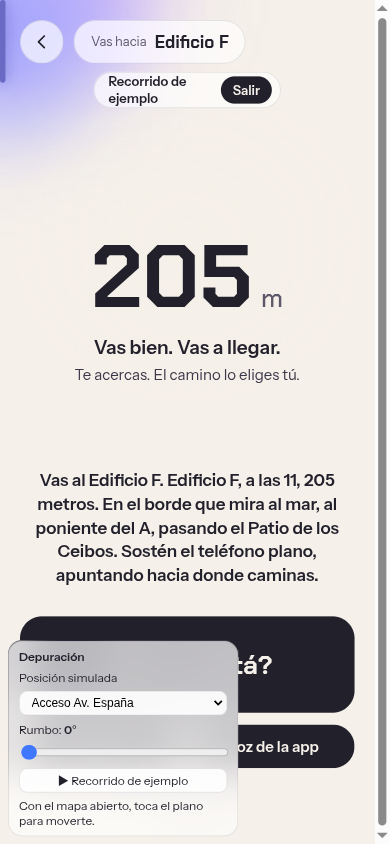 Vas hacia Edificio F
Recorrido de
ejemplo
Salir
205 m
Vas bien. Vas a llegar.
Te acercas. El camino lo eliges tú.
Vas al Edificio F. Edificio F, a las 11, 205
metros. En el borde que mira al mar, al
poniente del A, pasando el Patio de los
Ceibos. Sostén el teléfono plano,
apuntando hacia donde caminas.
tá?
oz de la app
Depuración
Posición simulada
Acceso Av. España
Rumbo: 0°
▶ Recorrido de ejemplo
Con el mapa abierto, toca el plano
para moverte.